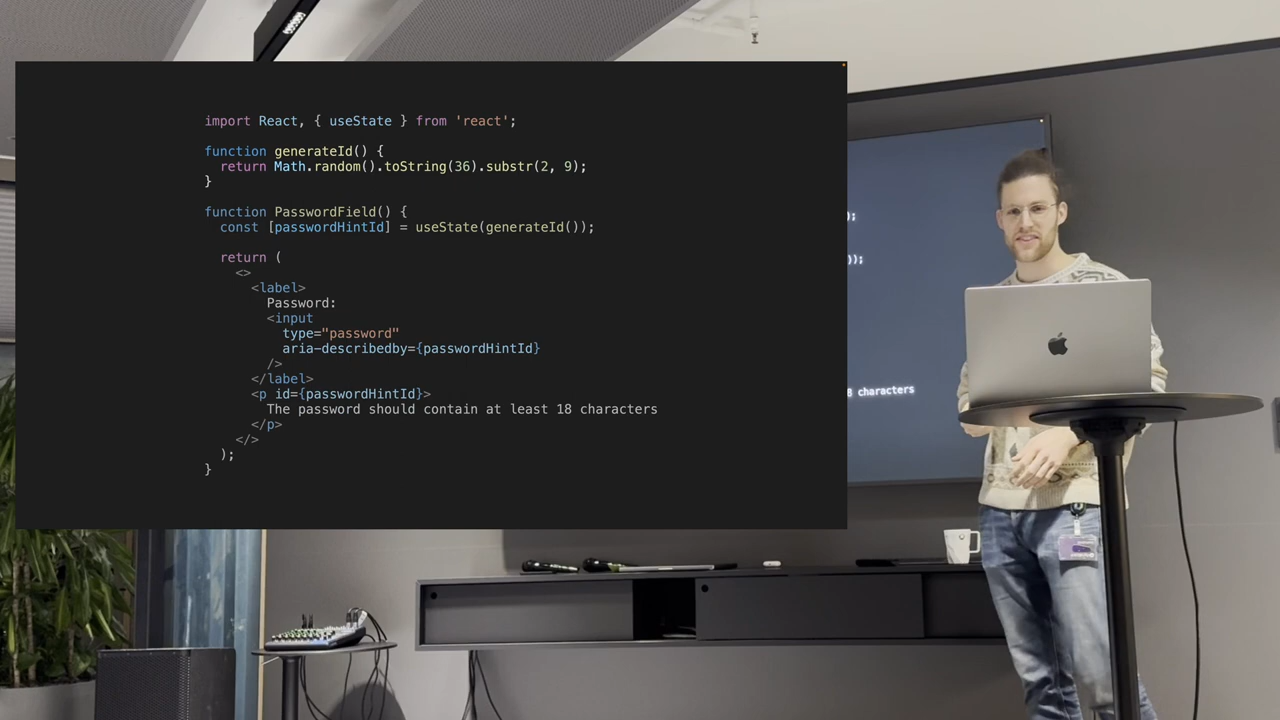 import React, { useState } from 'react';
function generateId() {
return Math.random().toString(36).substr(2, 9);
}
function PasswordField() {
const [passwordHintId] = useState(generateId());
return (
<>
<label>
Password:
<input
type="password"
aria-describedby={passwordHintId}
/>
</label>
<p id={passwordHintId}>
The password should contain at least 18 characters
</p>
</>
);
}
);
));
8 characters